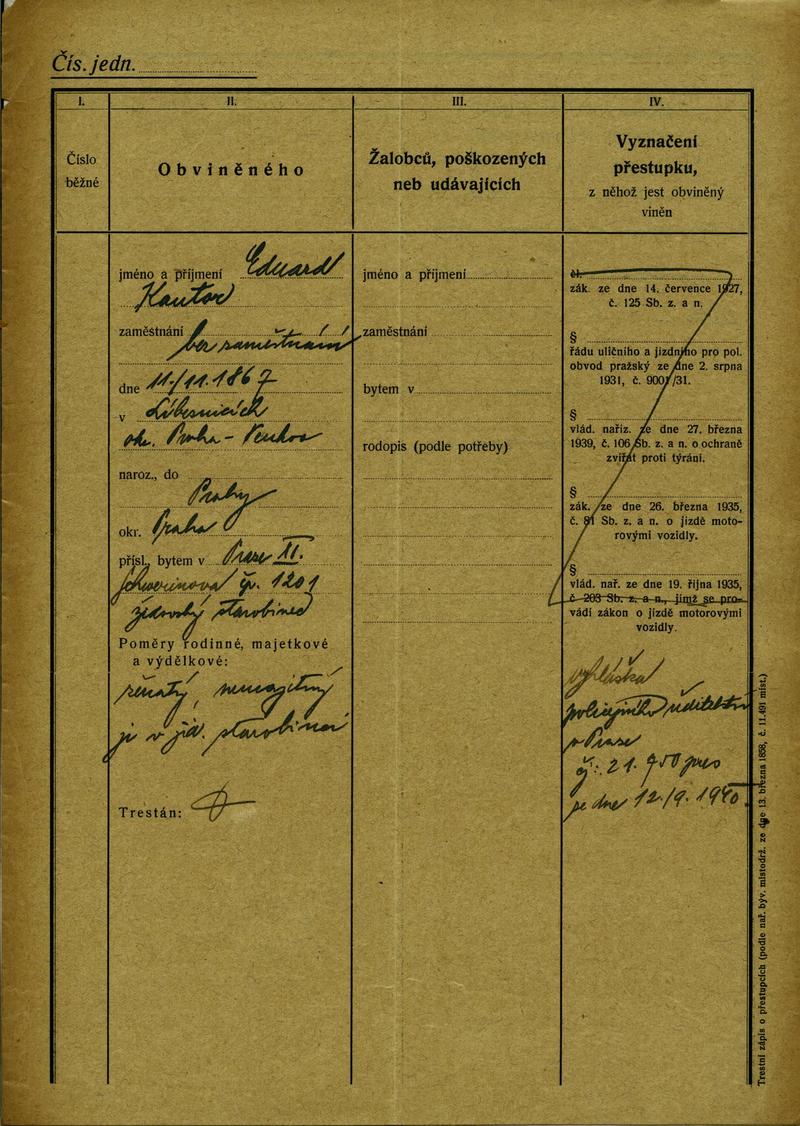 Čís. jedn.
I.
II.
III.
IV.
Číslo
běžné
Obviněného
Žalobců, poškozených
neb udávajících
Vyznačení
přestupku,
z něhož jest obviněný
viněn
jméno a příjmení Eduard
Kantor
zaměstnání
bez zaměstnání
dne 11./11.1867
v Líbeznicích
okr. Praha - Venkov
naroz., do
Prahy
okr. Praha
přísl., bytem v Praze XI.
Schwerinova čp. 1201
židovský starobinec
Poměry rodinné, majetkové
a výdělkové:
ženatý, nemajetný
je v žid. starobinci
Trestán:
jméno a příjmení
zaměstnání
bytem v
rodopis (podle potřeby)
čl.
zák. ze dne 14. července 1927,
č. 125 Sb. z. a n.
§
řádu uličního a jízdního pro pol.
obvod pražský ze dne 2. srpna
1931, č. 9001/31.
§
vlád. naříz. ze dne 27. března
1939, č. 106 Sb. z. a n. o ochraně
zvířat proti týrání.
§
zák. ze dne 26. března 1935,
č. 81 Sb. z. a n. o jízdě moto-
rovými vozidly.
§
vlád. nař. ze dne 19. října 1935,
č 203 Sb. z. a n., jímž se pro-
vádí zákon o jízdě motorovými
vozidly.
vyhláška
policejního ředitelství
v Praze
čj: 21.950 pres
ze dne 12./9. 1940.
Trestní zápis o přestupcích (podle nař. býv. místodrž. ze dne 13. března 1858, č. 11.491 míst.)